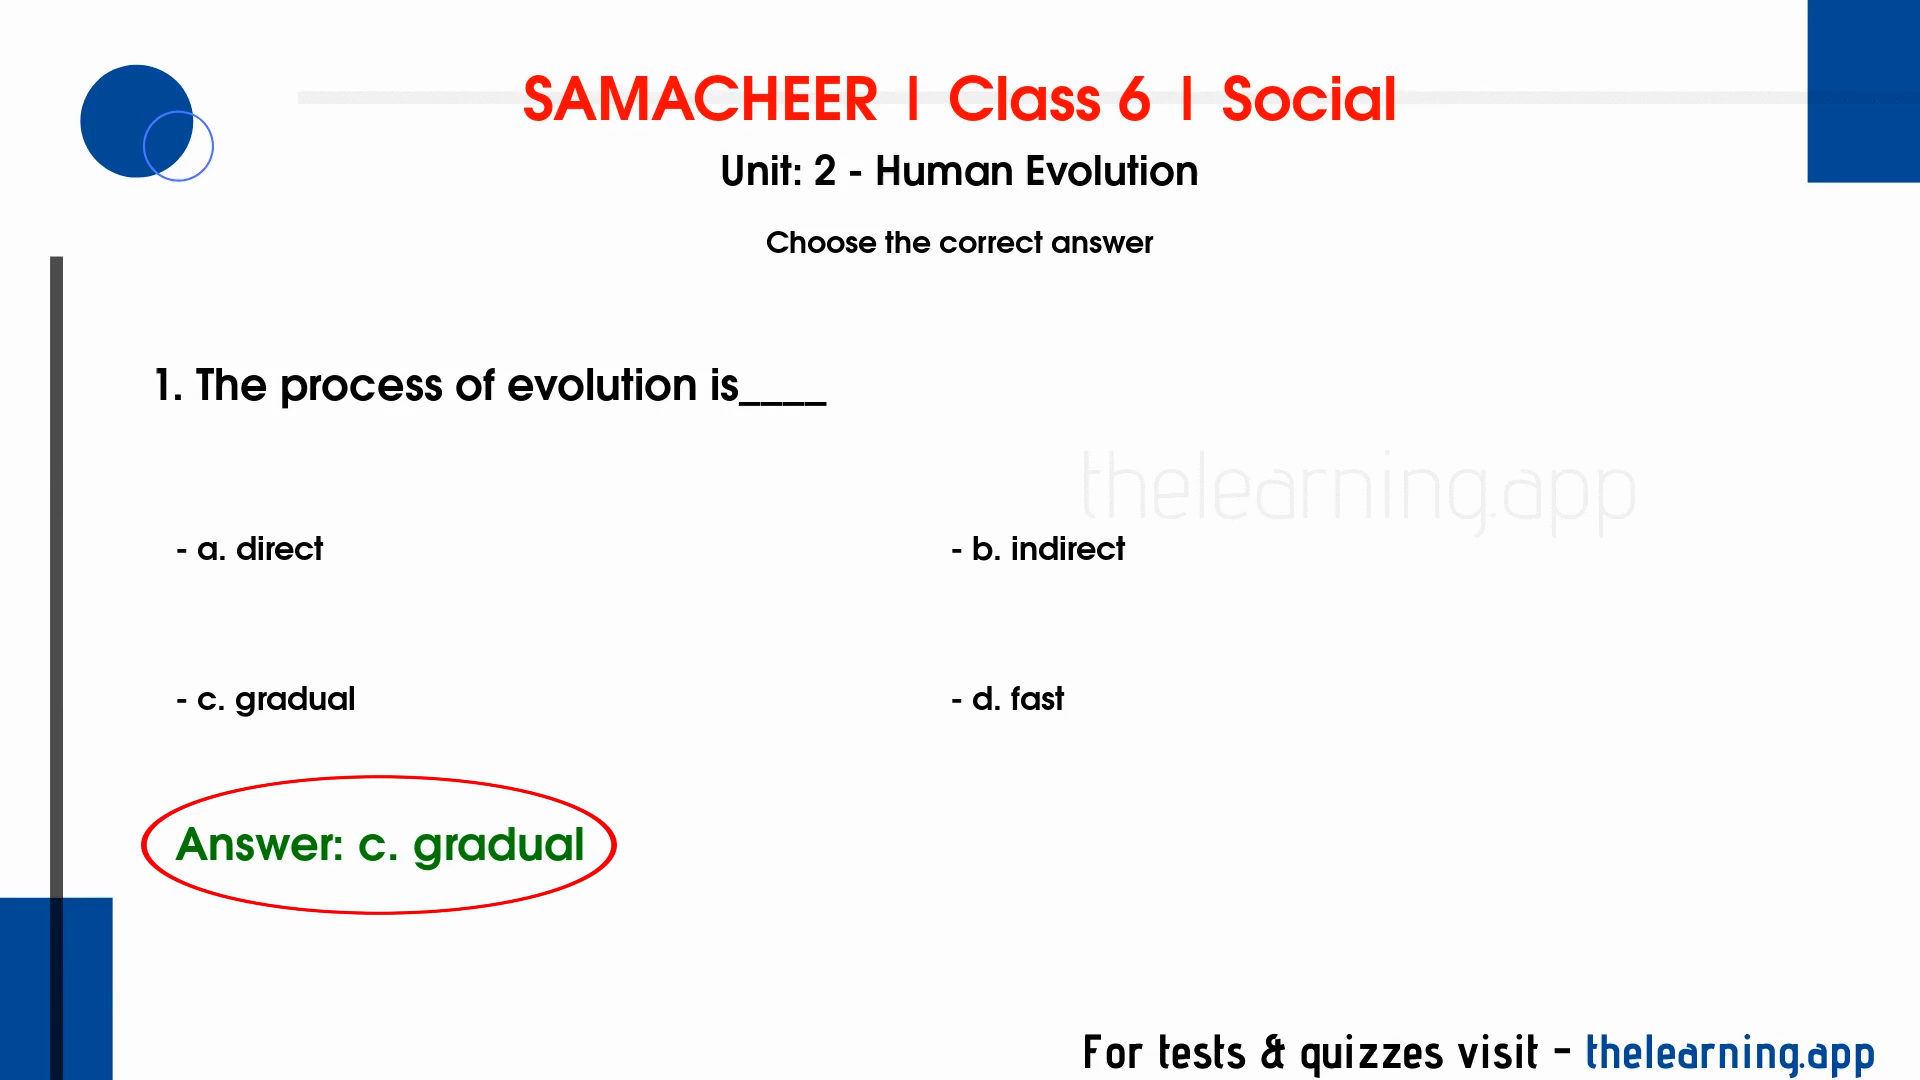 SAMACHEER | Class 6 | Social
Unit: 2 - Human Evolution
Choose the correct answer
1. The process of evolution is____
thelearning.app
- a. direct
- b. indirect
- c. gradual
- d. fast
Answer: c. gradual
For tests & quizzes visit - thelearning.app